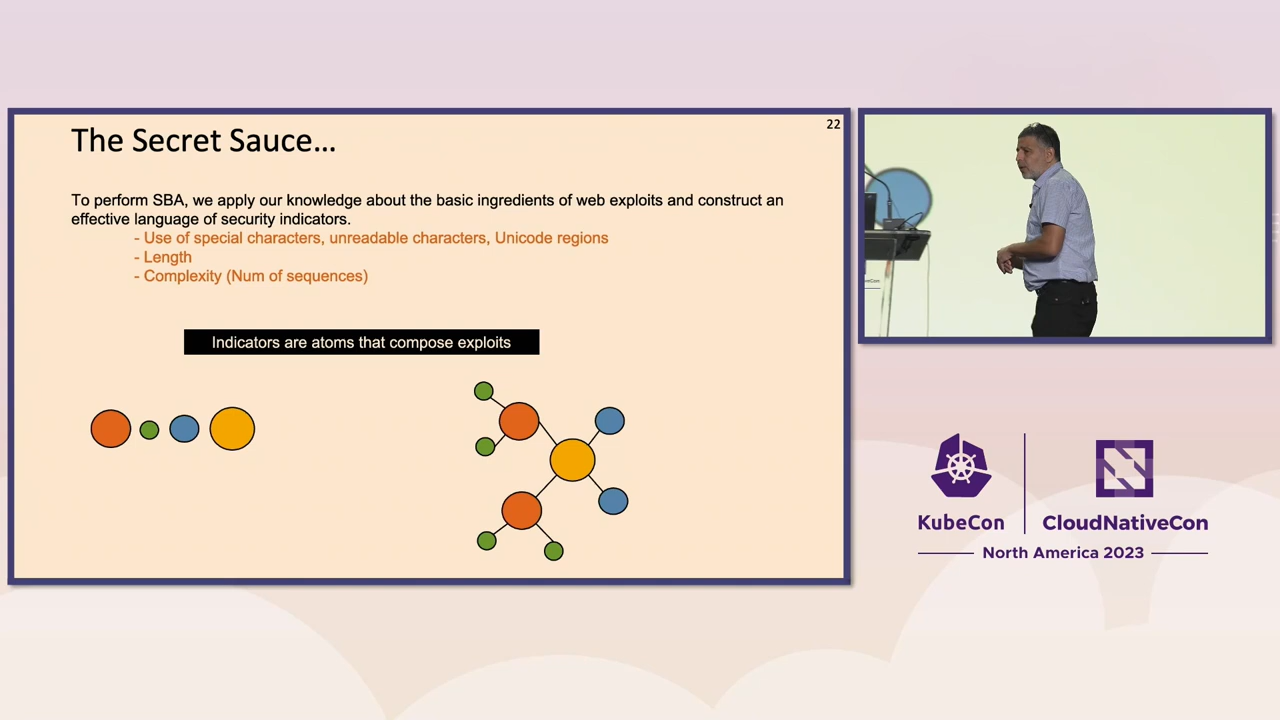 The Secret Sauce...
22
To perform SBA, we apply our knowledge about the basic ingredients of web exploits and construct an
effective language of security indicators.
- Use of special characters, unreadable characters, Unicode regions
- Length
- Complexity (Num of sequences)
Indicators are atoms that compose exploits
KubeCon
CloudNativeCon
North America 2023